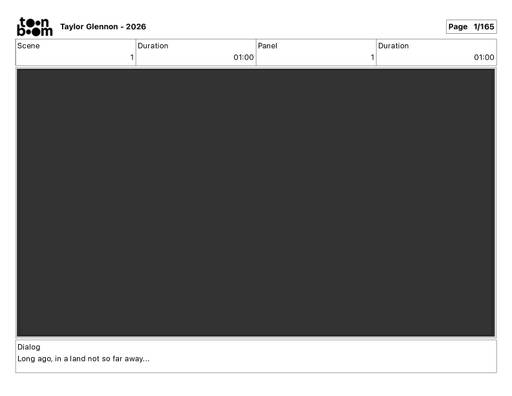 toon boom
Taylor Glennon - 2026
Page 1/165
Scene
1
Duration
01:00
Panel
1
Duration
01:00
Dialog
Long ago, in a land not so far away...